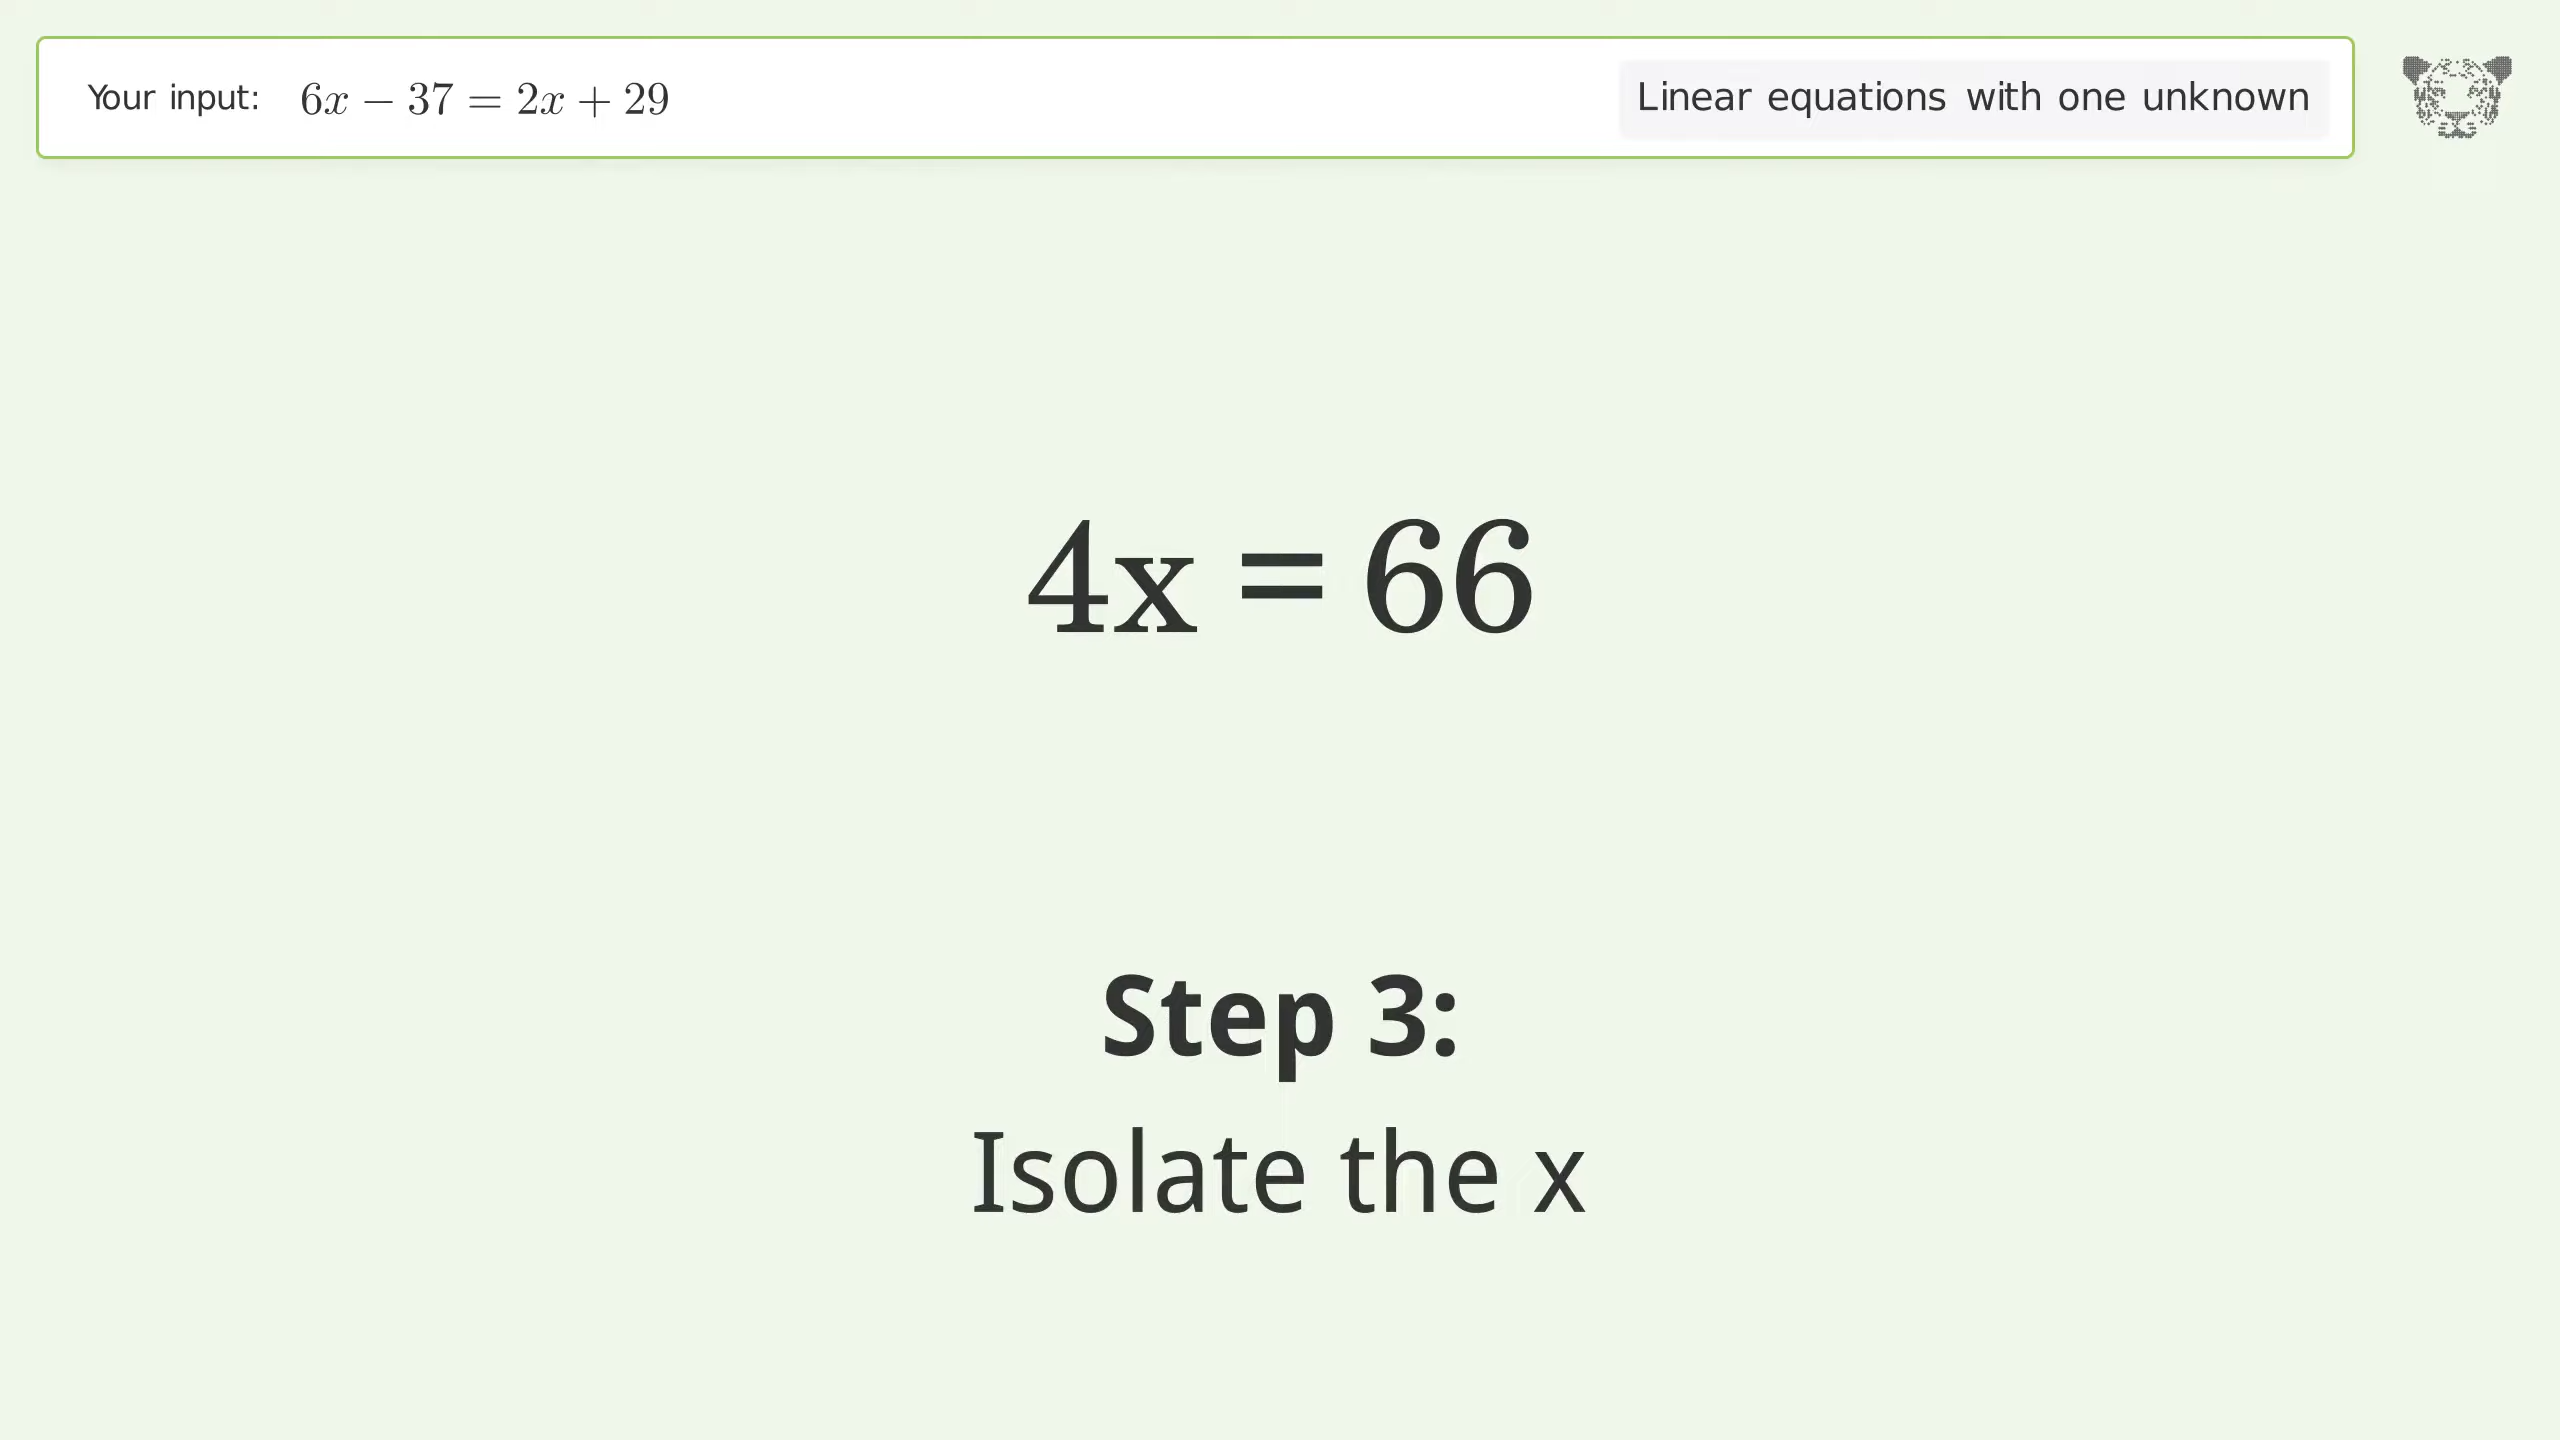 Your input: 6x − 37 = 2x + 29
Linear equations with one unknown
4x = 66
Step 3:
Isolate the x